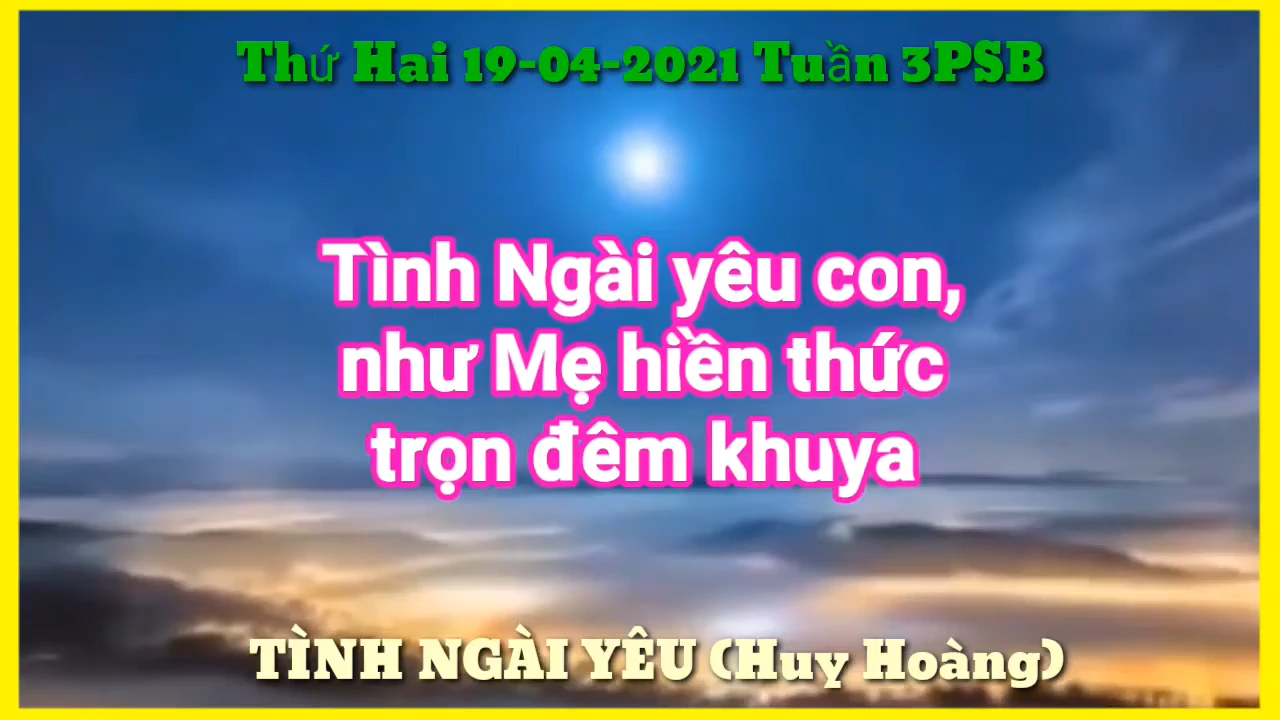 Thứ Hai 19-04-2021 Tuần 3PSB
Tình Ngài yêu con,
như Mẹ hiền thức
trọn đêm khuya
TÌNH NGÀI YÊU (Huy Hoàng)